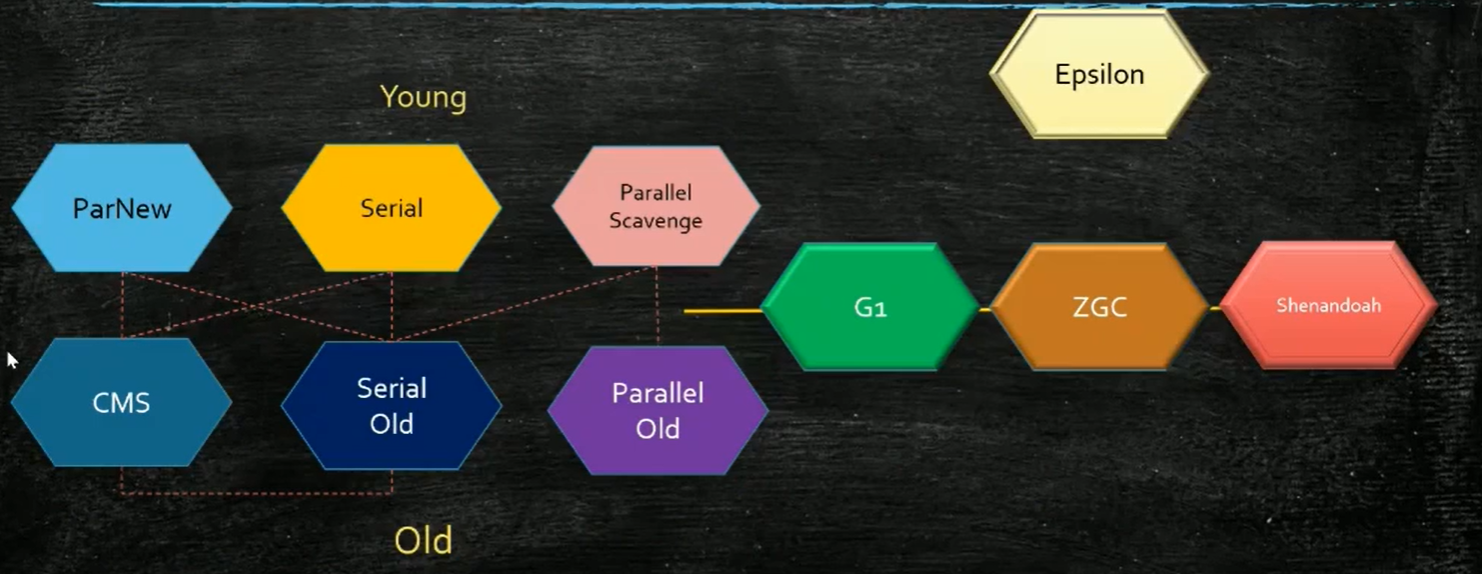 Epsilon
Young
ParNew
Serial
Parallel
Scavenge
G1
ZGC
Shenandoah
CMS
Serial
Old
Parallel
Old
Old